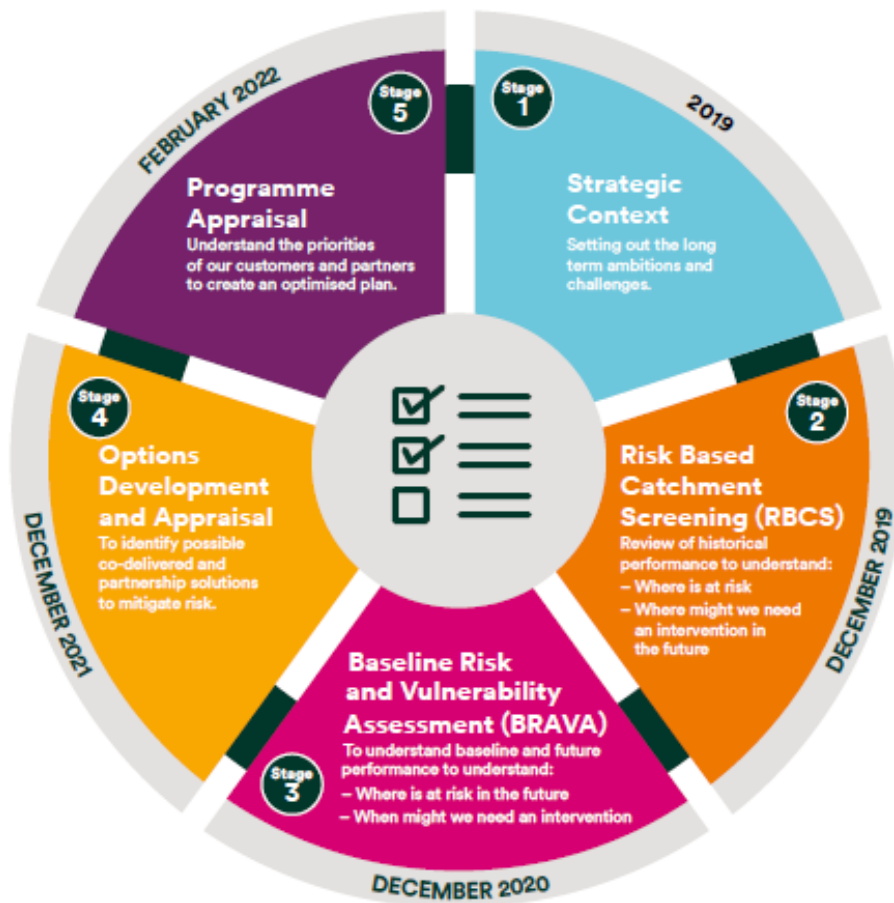 2019
Stage
1
Strategic
Context
Setting out the long
term ambitions and
challenges.
DECEMBER 2019
Stage
2
Risk Based
Catchment
Screening (RBCS)
Review of historical
performance to understand:
– Where is at risk
– Where might we need
an intervention in
the future
DECEMBER 2020
Stage
3
Baseline Risk
and Vulnerability
Assessment (BRAVA)
To understand baseline and future
performance to understand:
– Where is at risk in the future
– When might we need an intervention
DECEMBER 2021
Stage
4
Options
Development
and Appraisal
To identify possible
co-delivered and
partnership solutions
to mitigate risk.
FEBRUARY 2022
Stage
5
Programme
Appraisal
Understand the priorities
of our customers and partners
to create an optimised plan.